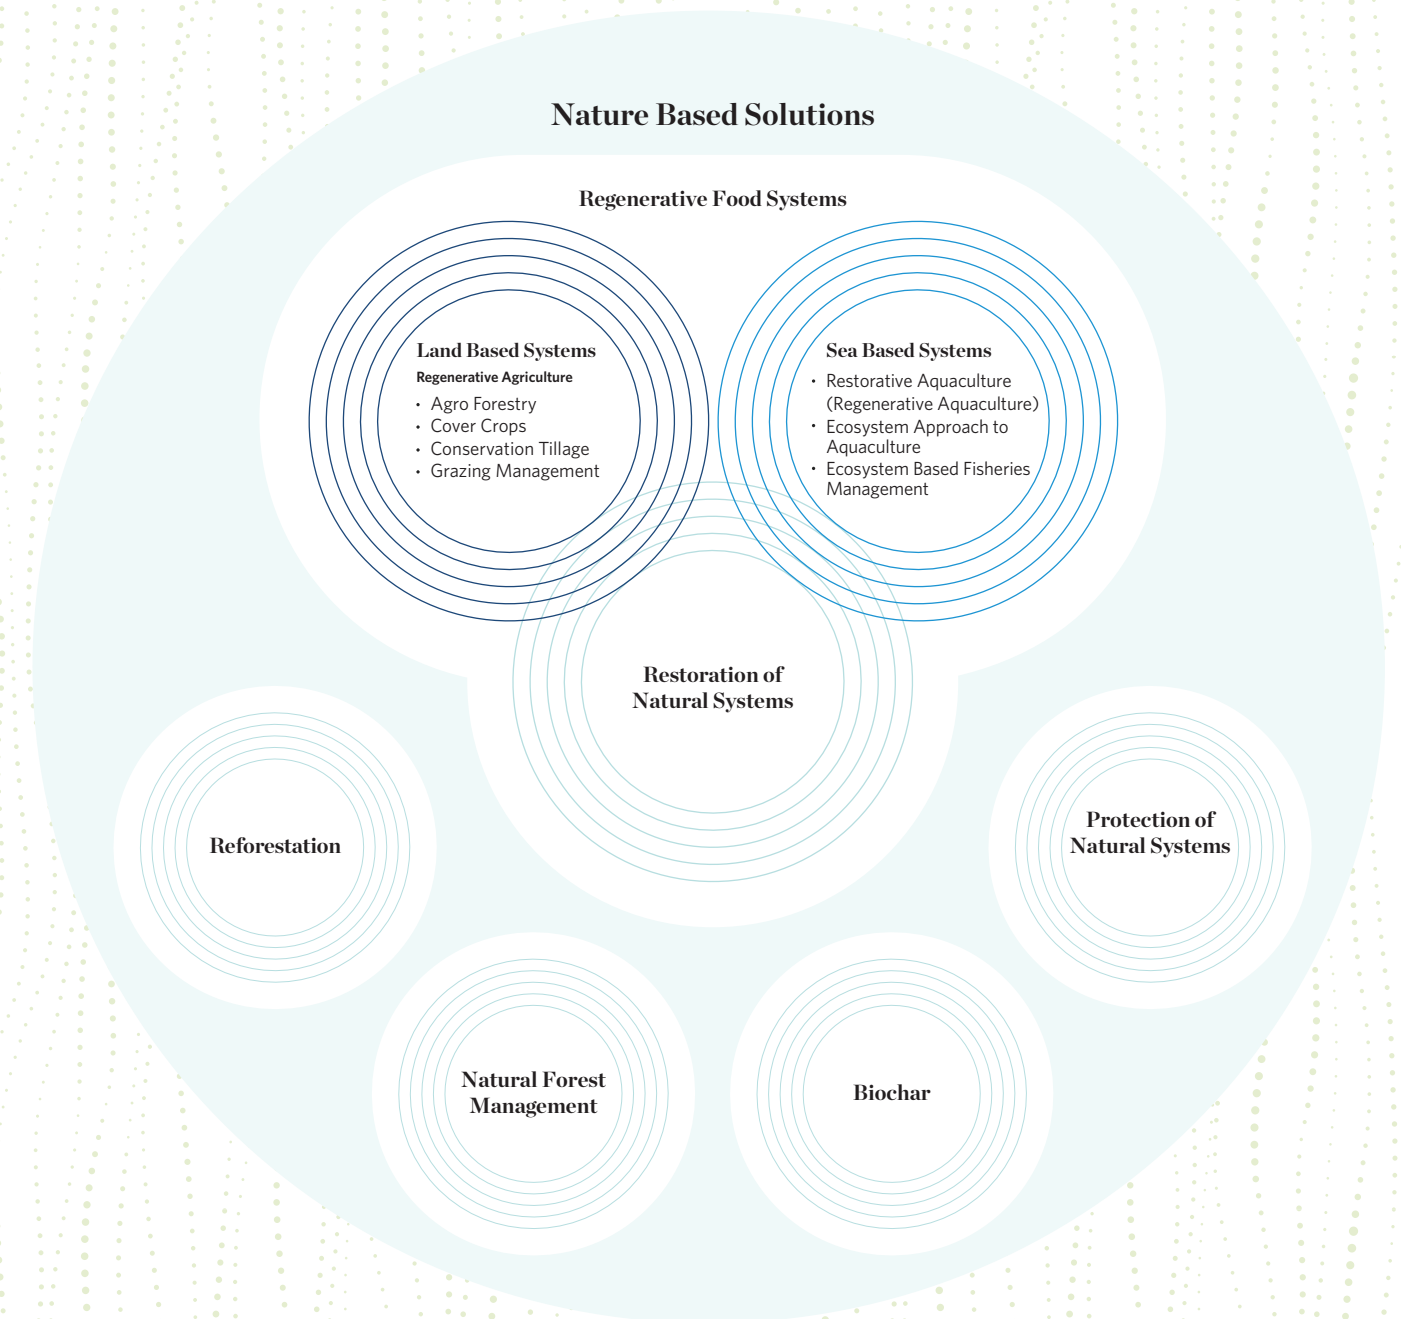 Nature Based Solutions
Regenerative Food Systems
Land Based Systems
Regenerative Agriculture
• Agro Forestry
• Cover Crops
• Conservation Tillage
• Grazing Management
Sea Based Systems
• Restorative Aquaculture
(Regenerative Aquaculture)
• Ecosystem Approach to
Aquaculture
• Ecosystem Based Fisheries
Management
Restoration of
Natural Systems
Reforestation
Protection of
Natural Systems
Natural Forest
Management
Biochar